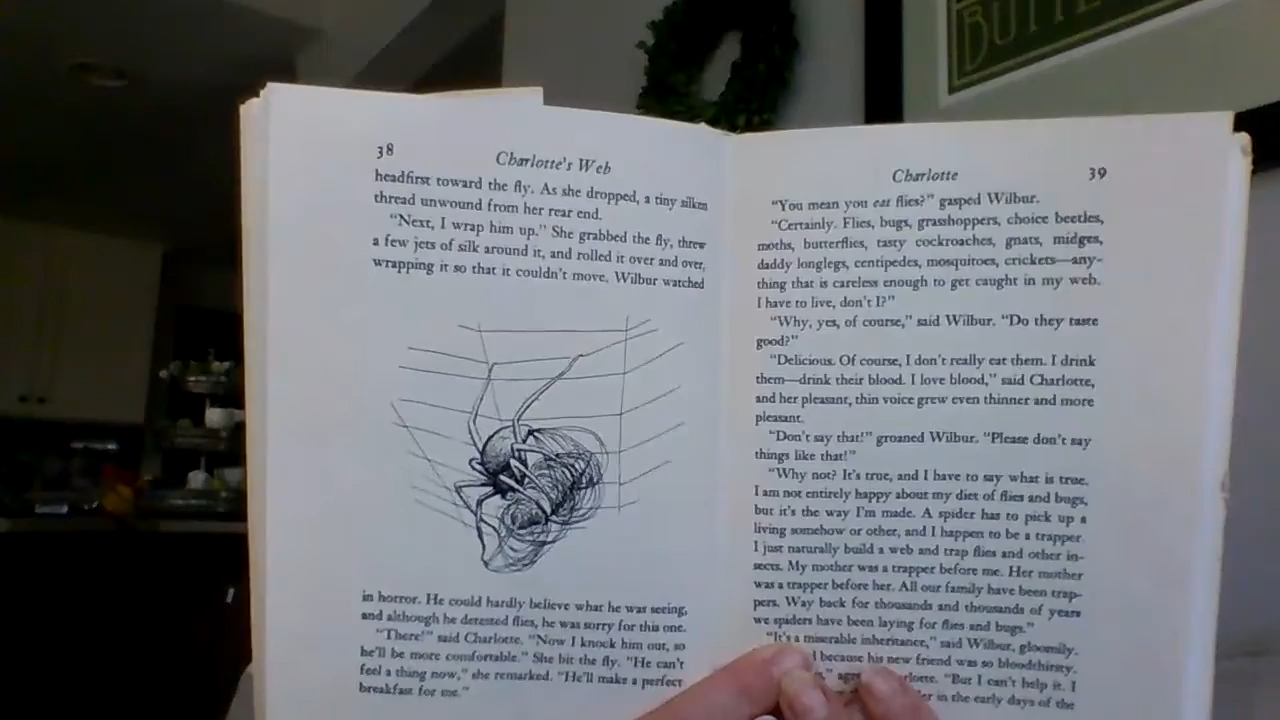 BUTTE
38
Charlotte's Web
headfirst toward the fly. As she dropped, a tiny silken
thread unwound from her rear end.
"Next, I wrap him up." She grabbed the fly, threw
a few jets of silk around it, and rolled it over and over,
wrapping it so that it couldn't move. Wilbur watched
in horror. He could hardly believe what he was seeing,
and although he detested flies, he was sorry for this one.
"There!" said Charlotte. "Now I knock him out, so
he'll be more comfortable." She bit the fly. "He can't
feel a thing now," she remarked. "He'll make a perfect
breakfast for me."
Charlotte
39
"You mean you eat flies?" gasped Wilbur.
"Certainly. Flies, bugs, grasshoppers, choice beetles,
moths, butterflies, tasty cockroaches, gnats, midges,
daddy longlegs, centipedes, mosquitoes, crickets—any-
thing that is careless enough to get caught in my web.
I have to live, don't I?"
"Why, yes, of course," said Wilbur. "Do they taste
good?"
"Delicious. Of course, I don't really eat them. I drink
them—drink their blood. I love blood," said Charlotte,
and her pleasant, thin voice grew even thinner and more
pleasant.
"Don't say that!" groaned Wilbur. "Please don't say
things like that!"
"Why not? It's true, and I have to say what is true.
I am not entirely happy about my diet of flies and bugs,
but it's the way I'm made. A spider has to pick up a
living somehow or other, and I happen to be a trapper.
I just naturally build a web and trap flies and other in-
sects. My mother was a trapper before me. Her mother
was a trapper before her. All our family have been trap-
pers. Way back for thousands and thousands of years
we spiders have been laying for flies and bugs."
"It's a miserable inheritance," said Wilbur, gloomily.
because his new friend was so bloodthirsty.
"But I can't help it. I
in the early days of the